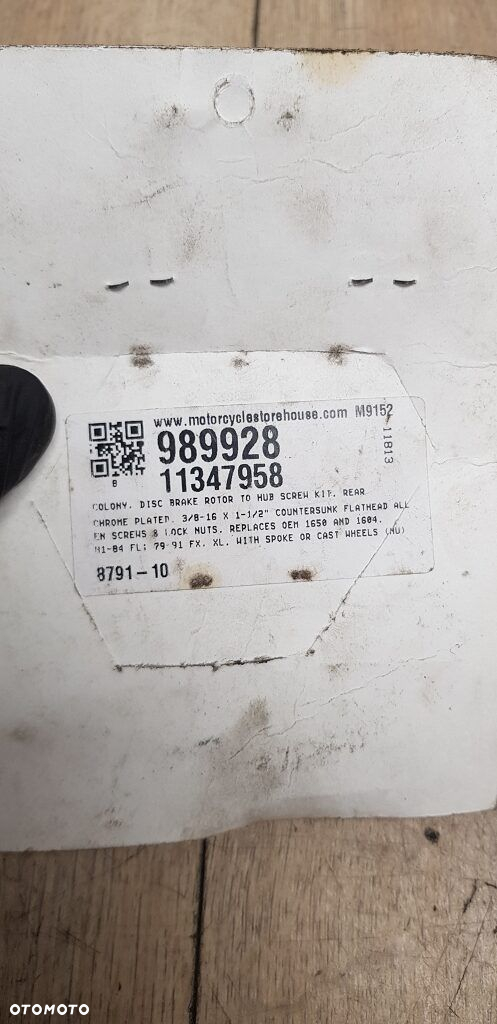 www.motorcyclestorehouse.com M9152
989928
11347958
11813
B
COLONY. DISC BRAKE ROTOR TO HUB SCREW KIT. REAR
CHROME PLATED. 3/8-16 X 1-1/2" COUNTERSUNK FLATHEAD ALL
EN SCREWS & LOCK NUTS. REPLACES OEM 1650 AND 1604.
81-84 FL; 79-91 FX. XL. WITH SPOKE OR CAST WHEELS (NU)
8791-10
OTOMOTO